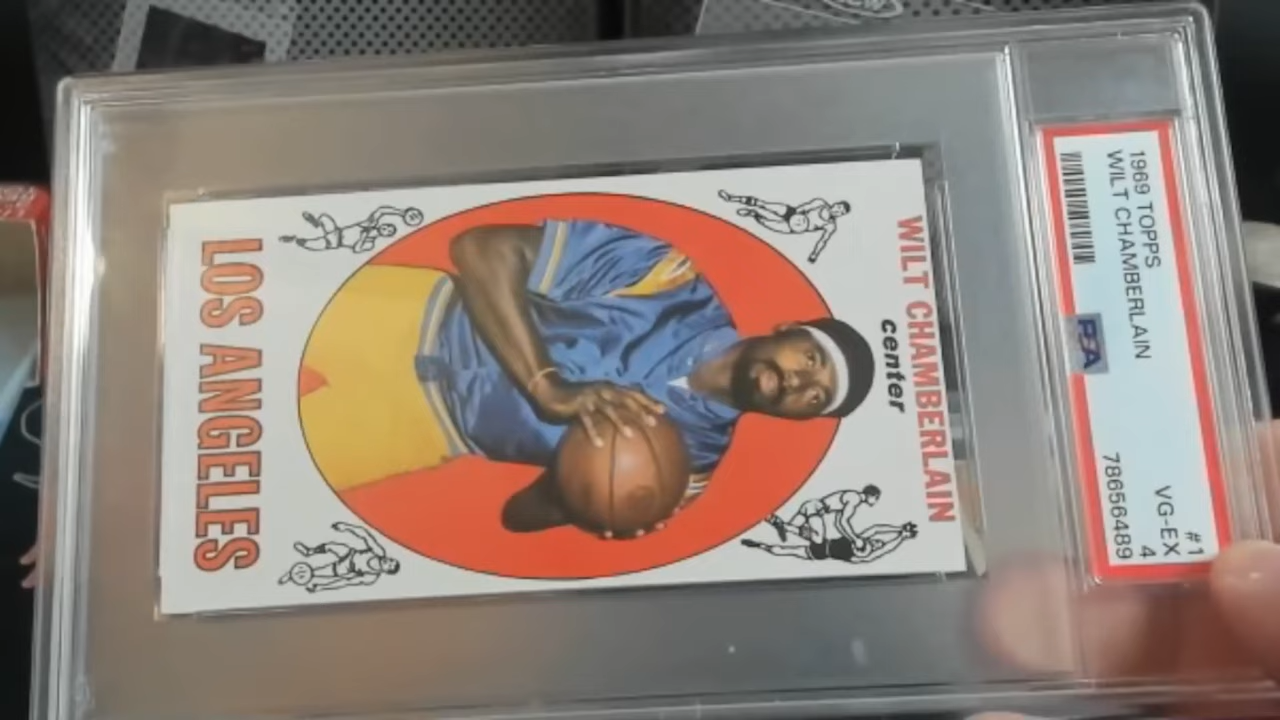 1969 TOPPS
WILT CHAMBERLAIN
#1
VG-EX
4
78656489
PSA
WILT CHAMBERLAIN
center
LOS ANGELES